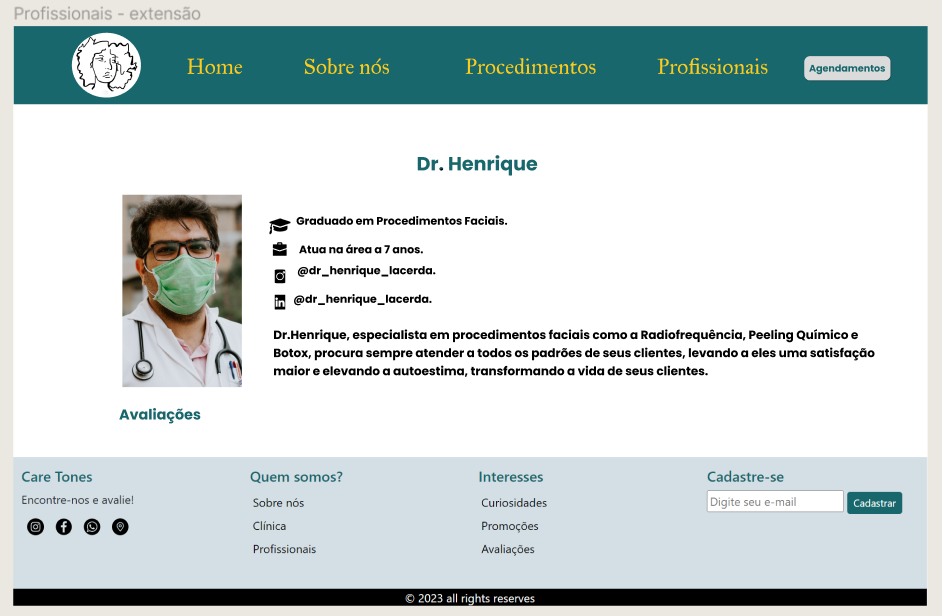 Profissionais - extensão
Home Sobre nós Procedimentos Profissionais Agendamentos
Dr. Henrique
Graduado em Procedimentos Faciais.
Atua na área a 7 anos.
@dr_henrique_lacerda.
@dr_henrique_lacerda.
Dr.Henrique, especialista em procedimentos faciais como a Radiofrequência, Peeling Químico e
Botox, procura sempre atender a todos os padrões de seus clientes, levando a eles uma satisfação
maior e elevando a autoestima, transformando a vida de seus clientes.
Avaliações
Care Tones
Encontre-nos e avalie!
Quem somos?
Sobre nós
Clínica
Profissionais
Interesses
Curiosidades
Promoções
Avaliações
Cadastre-se
Digite seu e-mail Cadastrar
© 2023 all rights reserves